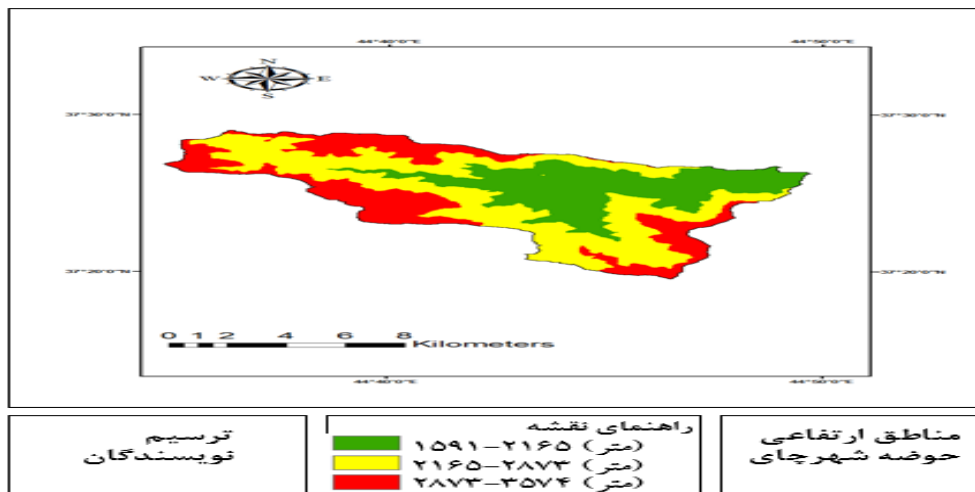 44°40'0"E 44°50'0"E
N
W E
S
37°30'0"N 37°30'0"N
37°20'0"N 37°20'0"N
0 1 2 4 6 8
Kilometers
44°40'0"E 44°50'0"E
مناطق ارتفاعی
حوضه شهرچای
راهنمای نقشه
۱۵۹۱-۲۱۶۵ (متر)
۲۱۶۵-۲۸۷۳ (متر)
۲۸۷۳-۳۵۷۴ (متر)
ترسیم
نویسندگان